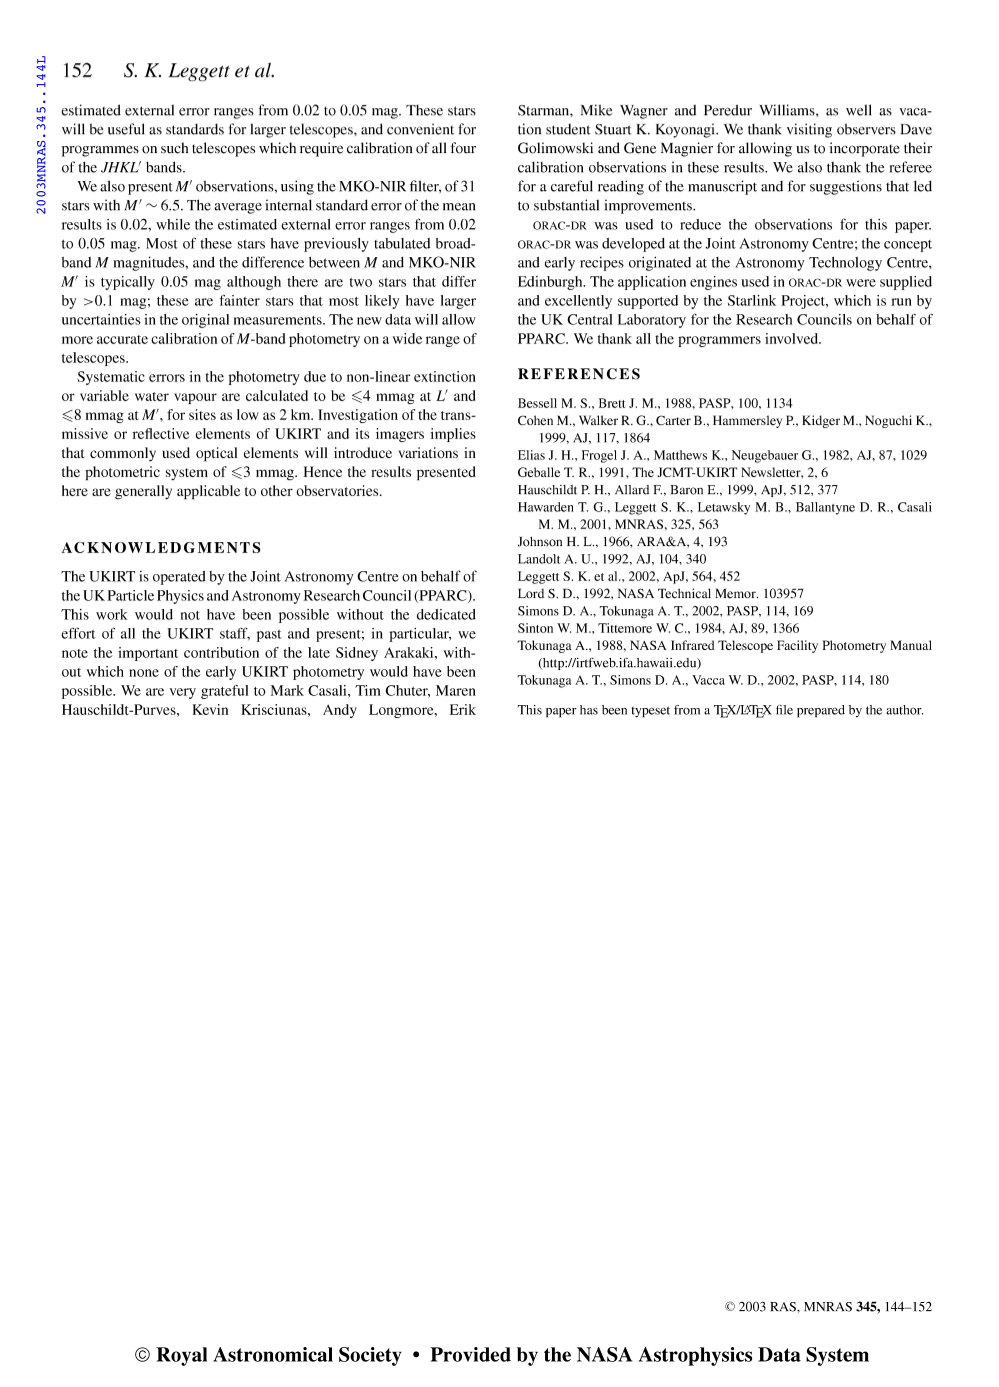 2003MNRAS.345..144L
152 S. K. Leggett et al.
estimated external error ranges from 0.02 to 0.05 mag. These stars
will be useful as standards for larger telescopes, and convenient for
programmes on such telescopes which require calibration of all four
of the JHKL′ bands.
We also present M′ observations, using the MKO-NIR filter, of 31
stars with M′ ∼ 6.5. The average internal standard error of the mean
results is 0.02, while the estimated external error ranges from 0.02
to 0.05 mag. Most of these stars have previously tabulated broad-
band M magnitudes, and the difference between M and MKO-NIR
M′ is typically 0.05 mag although there are two stars that differ
by >0.1 mag; these are fainter stars that most likely have larger
uncertainties in the original measurements. The new data will allow
more accurate calibration of M-band photometry on a wide range of
telescopes.
Systematic errors in the photometry due to non-linear extinction
or variable water vapour are calculated to be ⩽4 mmag at L′ and
⩽8 mmag at M′, for sites as low as 2 km. Investigation of the trans-
missive or reflective elements of UKIRT and its imagers implies
that commonly used optical elements will introduce variations in
the photometric system of ⩽3 mmag. Hence the results presented
here are generally applicable to other observatories.
ACKNOWLEDGMENTS
The UKIRT is operated by the Joint Astronomy Centre on behalf of
the UK Particle Physics and Astronomy Research Council (PPARC).
This work would not have been possible without the dedicated
effort of all the UKIRT staff, past and present; in particular, we
note the important contribution of the late Sidney Arakaki, with-
out which none of the early UKIRT photometry would have been
possible. We are very grateful to Mark Casali, Tim Chuter, Maren
Hauschildt-Purves, Kevin Krisciunas, Andy Longmore, Erik
Starman, Mike Wagner and Peredur Williams, as well as vaca-
tion student Stuart K. Koyonagi. We thank visiting observers Dave
Golimowski and Gene Magnier for allowing us to incorporate their
calibration observations in these results. We also thank the referee
for a careful reading of the manuscript and for suggestions that led
to substantial improvements.
ORAC-DR was used to reduce the observations for this paper.
ORAC-DR was developed at the Joint Astronomy Centre; the concept
and early recipes originated at the Astronomy Technology Centre,
Edinburgh. The application engines used in ORAC-DR were supplied
and excellently supported by the Starlink Project, which is run by
the UK Central Laboratory for the Research Councils on behalf of
PPARC. We thank all the programmers involved.
REFERENCES
Bessell M. S., Brett J. M., 1988, PASP, 100, 1134
Cohen M., Walker R. G., Carter B., Hammersley P., Kidger M., Noguchi K.,
1999, AJ, 117, 1864
Elias J. H., Frogel J. A., Matthews K., Neugebauer G., 1982, AJ, 87, 1029
Geballe T. R., 1991, The JCMT-UKIRT Newsletter, 2, 6
Hauschildt P. H., Allard F., Baron E., 1999, ApJ, 512, 377
Hawarden T. G., Leggett S. K., Letawsky M. B., Ballantyne D. R., Casali
M. M., 2001, MNRAS, 325, 563
Johnson H. L., 1966, ARA&A, 4, 193
Landolt A. U., 1992, AJ, 104, 340
Leggett S. K. et al., 2002, ApJ, 564, 452
Lord S. D., 1992, NASA Technical Memor. 103957
Simons D. A., Tokunaga A. T., 2002, PASP, 114, 169
Sinton W. M., Tittemore W. C., 1984, AJ, 89, 1366
Tokunaga A., 1988, NASA Infrared Telescope Facility Photometry Manual
(http://irtfweb.ifa.hawaii.edu)
Tokunaga A. T., Simons D. A., Vacca W. D., 2002, PASP, 114, 180
This paper has been typeset from a TEX/LATEX file prepared by the author.
© 2003 RAS, MNRAS 345, 144–152
© Royal Astronomical Society • Provided by the NASA Astrophysics Data System